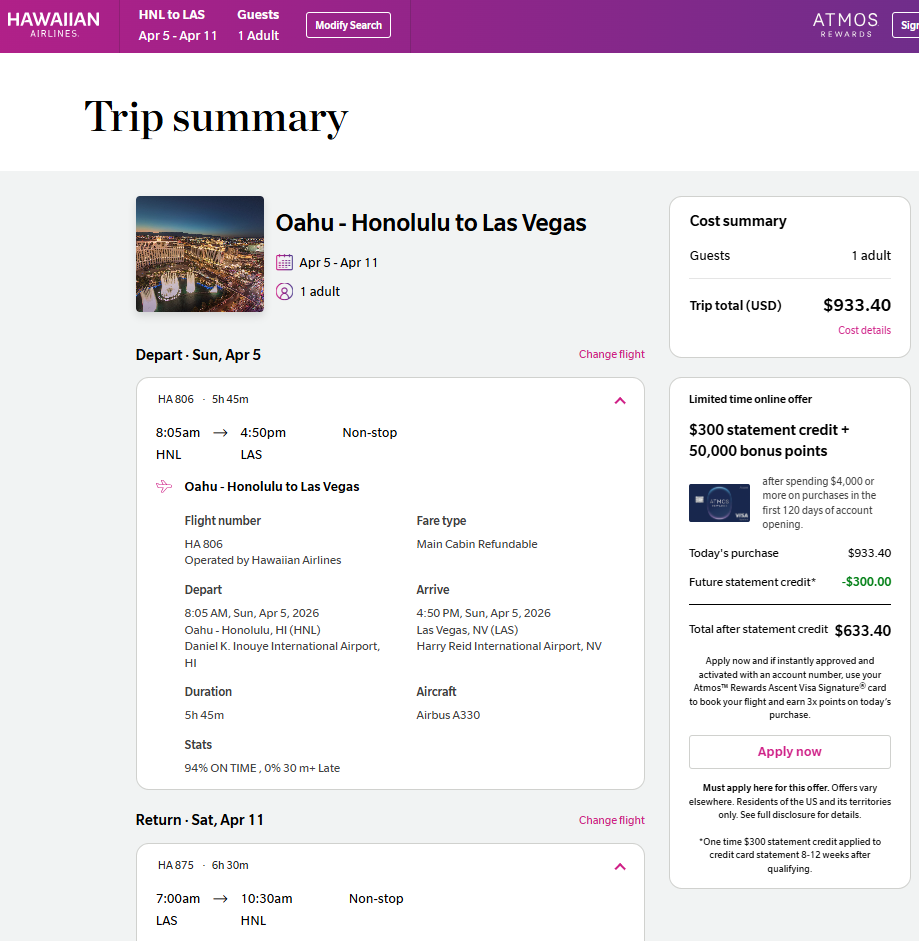 HAWAIIAN
AIRLINES.
HNL to LAS
Apr 5 - Apr 11
Guests
1 Adult
Modify Search
ATMOS
REWARDS
Sign
Trip summary
Oahu - Honolulu to Las Vegas
Apr 5 - Apr 11
1 adult
Depart · Sun, Apr 5
Change flight
HA 806 · 5h 45m
8:05am → 4:50pm Non-stop
HNL LAS
Oahu - Honolulu to Las Vegas
Flight number
HA 806
Operated by Hawaiian Airlines
Fare type
Main Cabin Refundable
Depart
8:05 AM, Sun, Apr 5, 2026
Oahu - Honolulu, HI (HNL)
Daniel K. Inouye International Airport,
HI
Arrive
4:50 PM, Sun, Apr 5, 2026
Las Vegas, NV (LAS)
Harry Reid International Airport, NV
Duration
5h 45m
Aircraft
Airbus A330
Stats
94% ON TIME , 0% 30 m+ Late
Return · Sat, Apr 11
Change flight
HA 875 · 6h 30m
7:00am → 10:30am Non-stop
LAS HNL
Cost summary
Guests 1 adult
Trip total (USD) $933.40
Cost details
Limited time online offer
$300 statement credit +
50,000 bonus points
ATMOS
REWARDS
VISA
after spending $4,000 or
more on purchases in the
first 120 days of account
opening.
Today's purchase $933.40
Future statement credit* -$300.00
Total after statement credit $633.40
Apply now and if instantly approved and
activated with an account number, use your
Atmos™ Rewards Ascent Visa Signature® card
to book your flight and earn 3x points on today's
purchase.
Apply now
Must apply here for this offer. Offers vary
elsewhere. Residents of the US and its territories
only. See full disclosure for details.
*One time $300 statement credit applied to
credit card statement 8-12 weeks after
qualifying.